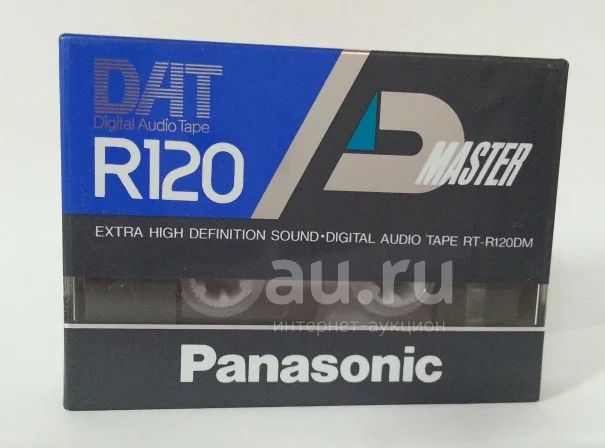 DAT
Digital Audio Tape
R120
D MASTER
EXTRA HIGH DEFINITION SOUND•DIGITAL AUDIO TAPE RT-R120DM
au.ru
интернет-аукцион
Panasonic